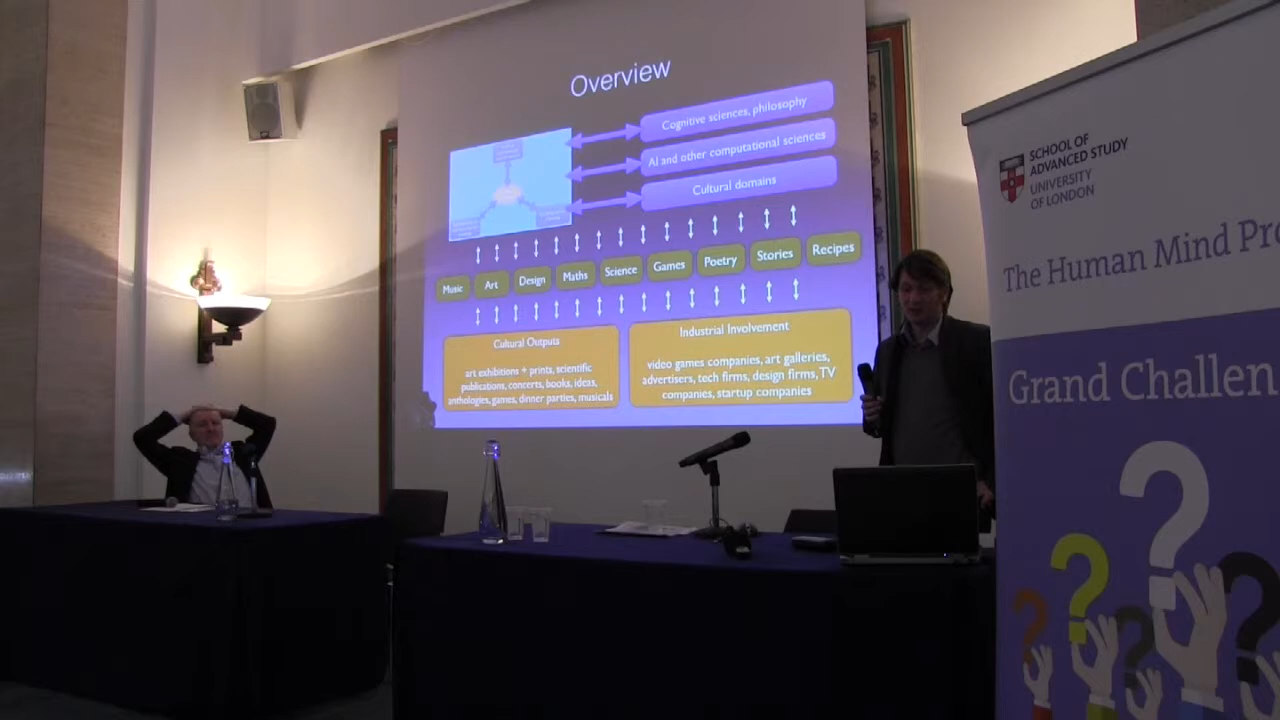 Overview
Cognitive sciences, philosophy
AI and other computational sciences
Cultural domains
Music
Art
Design
Maths
Science
Games
Poetry
Stories
Recipes
Cultural Outputs
art exhibitions + prints, scientific
publications, concerts, books, ideas,
anthologies, games, dinner parties, musicals
Industrial Involvement
video games companies, art galleries,
advertisers, tech firms, design firms, TV
companies, startup companies
SCHOOL OF
ADVANCED STUDY
UNIVERSITY
OF LONDON
The Human Mind Pro
Grand Challen
? ? ? ? ?